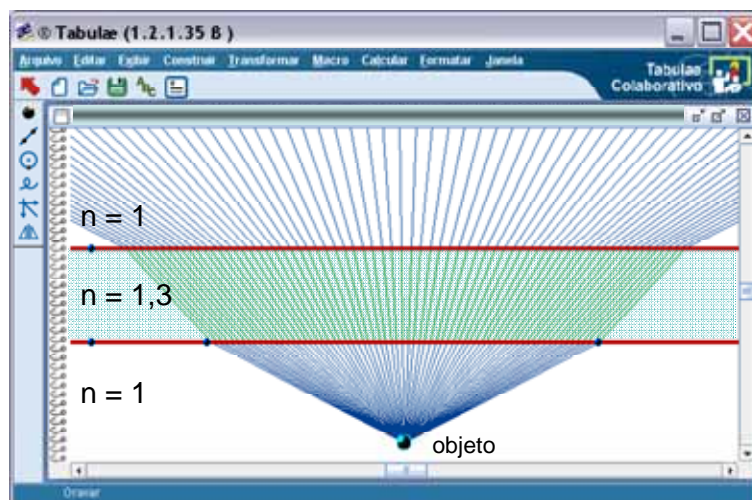 ® Tabulæ (1.2.1.35 B )
Arquivo Editar Exibir Construir Transformar Macro Calcular Formatar Janela
Tabulae
Colaborativo
n = 1
n = 1,3
n = 1
objeto